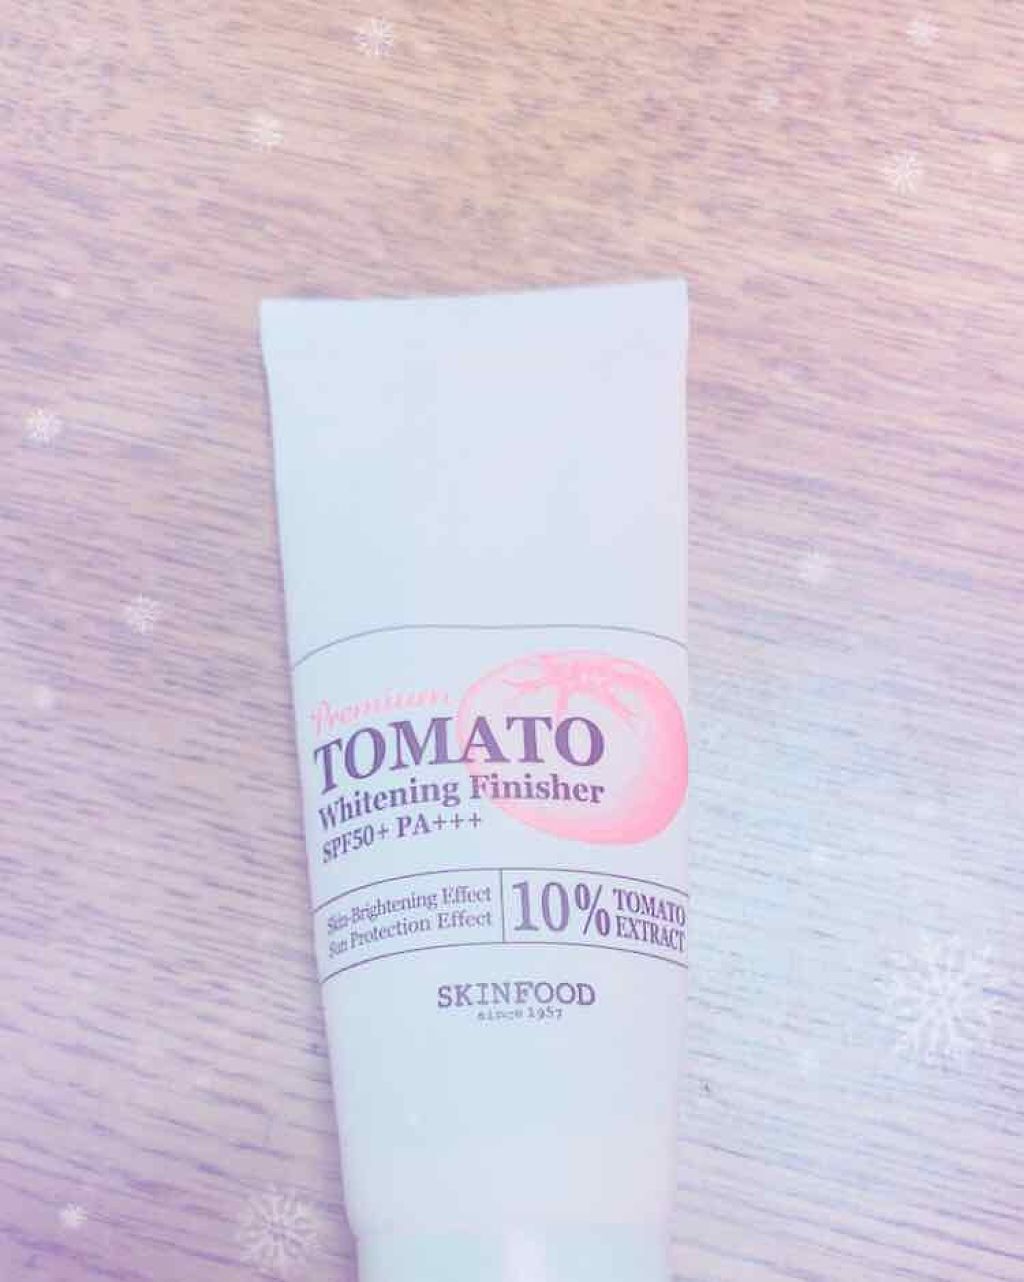 Premium
TOMATO
Whitening Finisher
SPF50+ PA+++
Skin-Brightening Effect
Sun Protection Effect
10% TOMATO
EXTRACT
SKINFOOD
since 1957